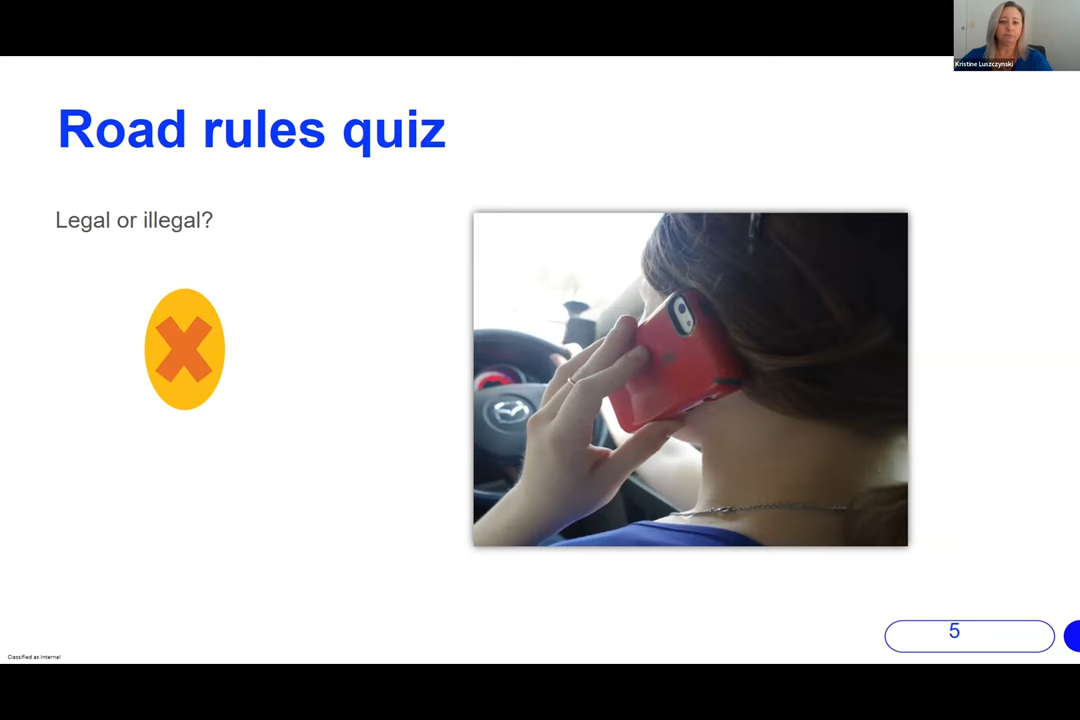 Kristine Luszczynski
Road rules quiz
Legal or illegal?
5
Classified as Internal